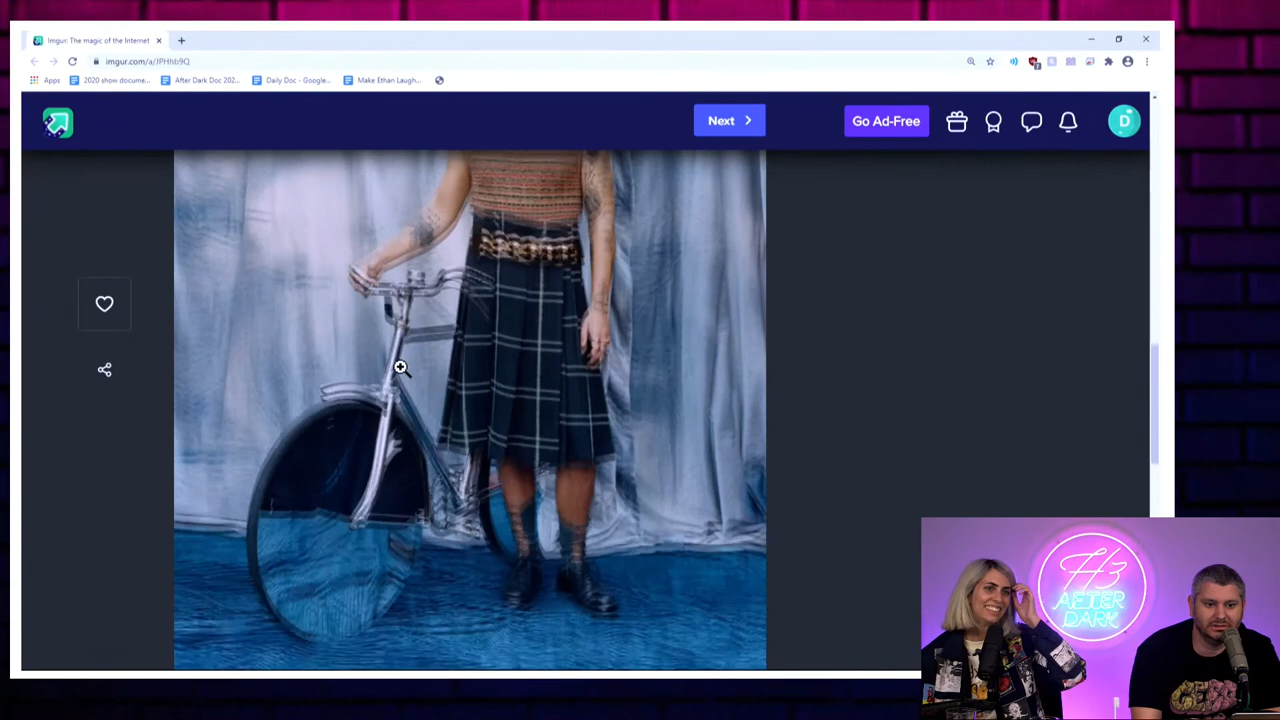 Imgur: The magic of the Internet
imgur.com/a/JPHhb9Q
Apps
2020 show docume...
After Dark Doc 202...
Daily Doc - Google...
Make Ethan Laugh...
Next
Go Ad-Free
D
H3
AFTER
DARK